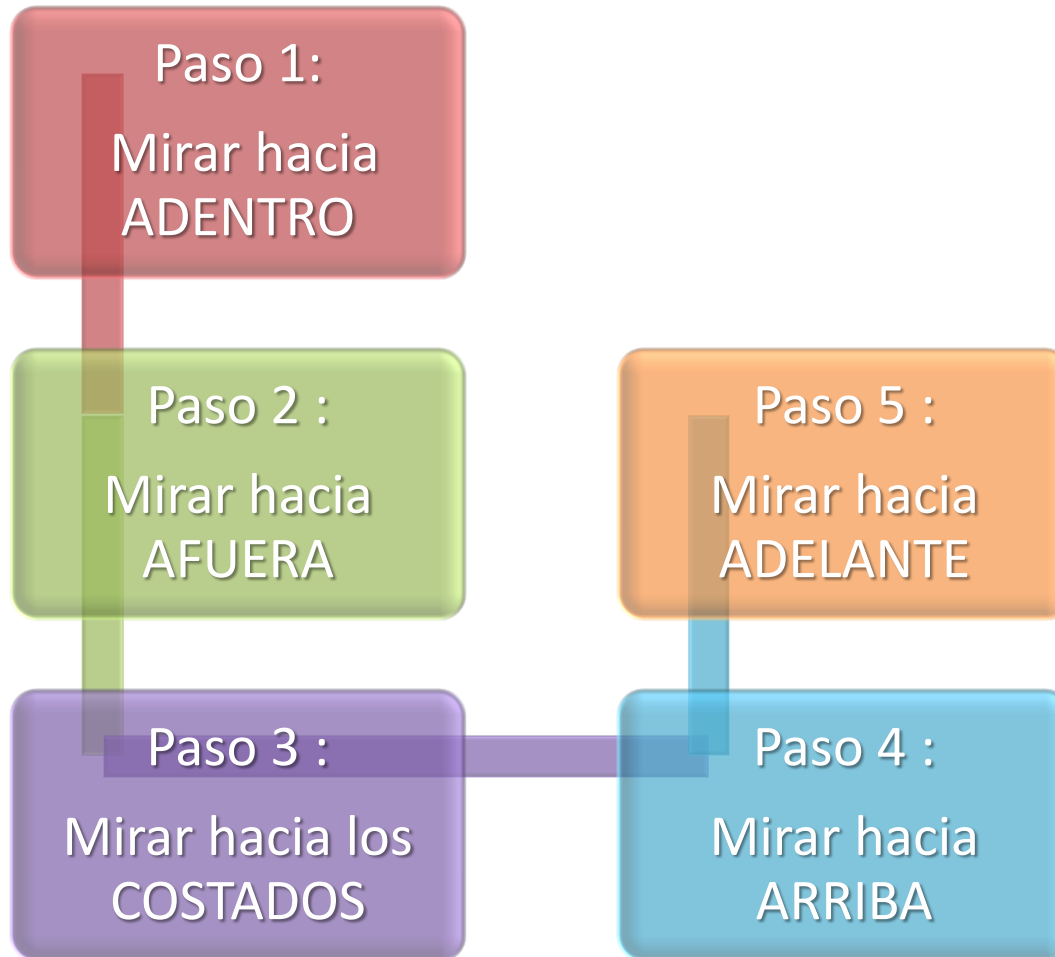 Paso 1:
Mirar hacia
ADENTRO
Paso 2 :
Mirar hacia
AFUERA
Paso 3 :
Mirar hacia los
COSTADOS
Paso 4 :
Mirar hacia
ARRIBA
Paso 5 :
Mirar hacia
ADELANTE